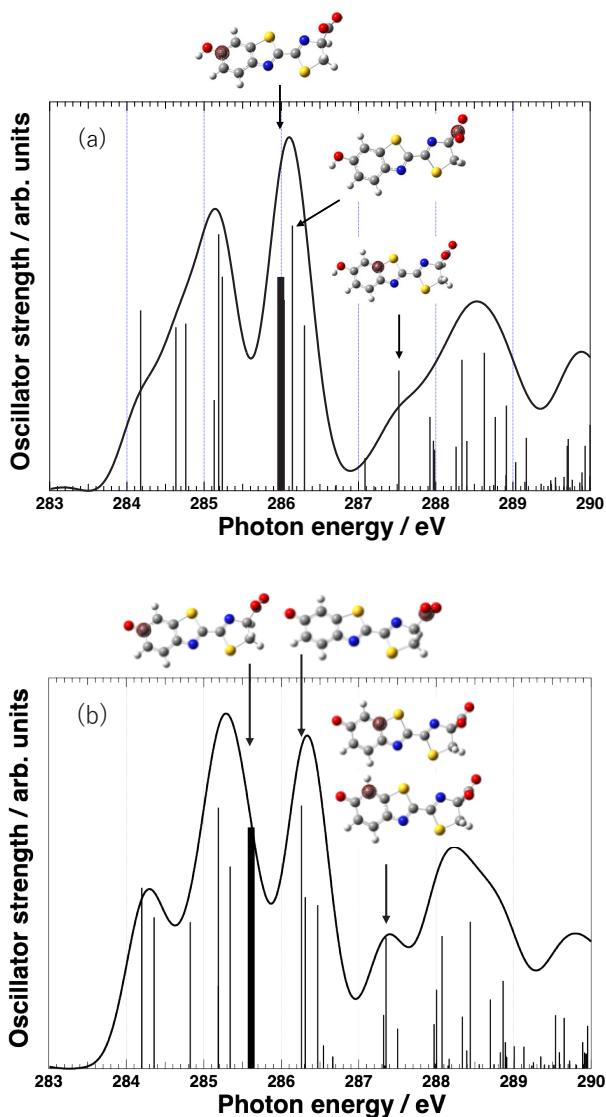 (a)
Oscillator strength / arb. units
283 284 285 286 287 288 289 290
Photon energy / eV
(b)
Oscillator strength / arb. units
283 284 285 286 287 288 289 290
Photon energy / eV